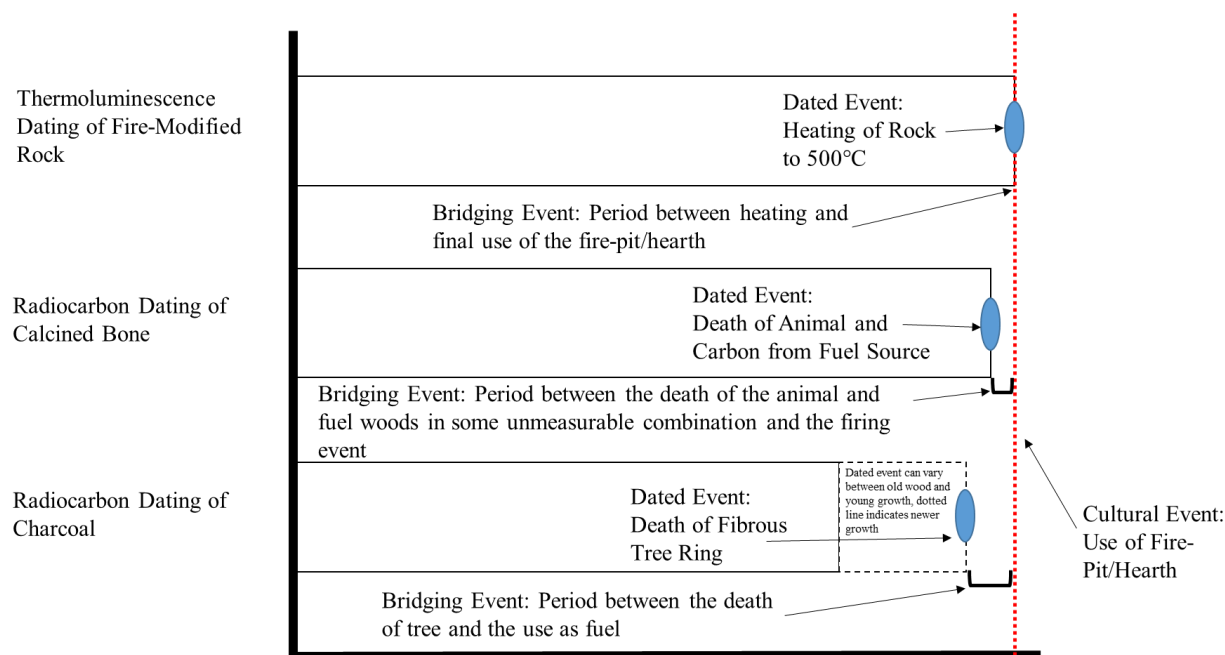 Thermoluminescence
Dating of Fire-Modified
Rock
Dated Event:
Heating of Rock
to 500°C
Bridging Event: Period between heating and
final use of the fire-pit/hearth
Radiocarbon Dating of
Calcined Bone
Dated Event:
Death of Animal and
Carbon from Fuel Source
Bridging Event: Period between the death of the animal and
fuel woods in some unmeasurable combination and the firing
event
Radiocarbon Dating of
Charcoal
Dated Event:
Death of Fibrous
Tree Ring
Dated event can vary
between old wood and
young growth, dotted
line indicates newer
growth
Bridging Event: Period between the death
of tree and the use as fuel
Cultural Event:
Use of Fire-
Pit/Hearth